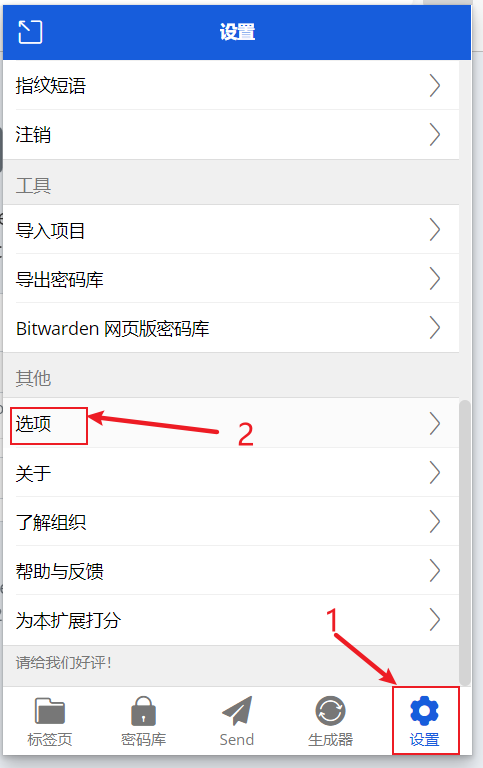 设置
指纹短语
注销
工具
导入项目
导出密码库
Bitwarden 网页版密码库
其他
选项
2
关于
了解组织
帮助与反馈
为本扩展打分
1
请给我们好评!
标签页
密码库
Send
生成器
设置